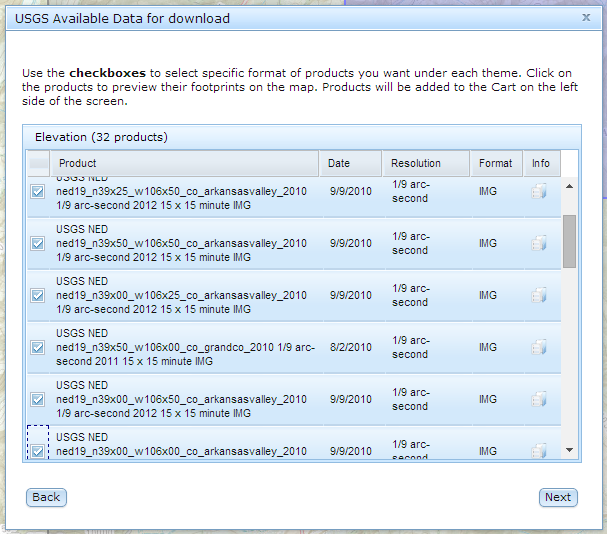 USGS Available Data for download
x
Use the checkboxes to select specific format of products you want under each theme. Click on
the products to preview their footprints on the map. Products will be added to the Cart on the left
side of the screen.
Elevation (32 products)
Product Date Resolution Format Info
USGS NED
ned19_n39x25_w106x50_co_arkansasvalley_2010
1/9 arc-second 2012 15 x 15 minute IMG
9/9/2010
1/9 arc-
second
IMG
USGS NED
ned19_n39x50_w106x50_co_arkansasvalley_2010
1/9 arc-second 2012 15 x 15 minute IMG
9/9/2010
1/9 arc-
second
IMG
USGS NED
ned19_n39x00_w106x25_co_arkansasvalley_2010
1/9 arc-second 2012 15 x 15 minute IMG
9/9/2010
1/9 arc-
second
IMG
USGS NED
ned19_n39x50_w106x00_co_grandco_2010 1/9 arc-
second 2011 15 x 15 minute IMG
8/2/2010
1/9 arc-
second
IMG
USGS NED
ned19_n39x00_w106x50_co_arkansasvalley_2010
1/9 arc-second 2012 15 x 15 minute IMG
9/9/2010
1/9 arc-
second
IMG
USGS NED
ned19_n39x00_w106x00_co_arkansasvalley_2010
9/9/2010
1/9 arc-
second
IMG
Back
Next